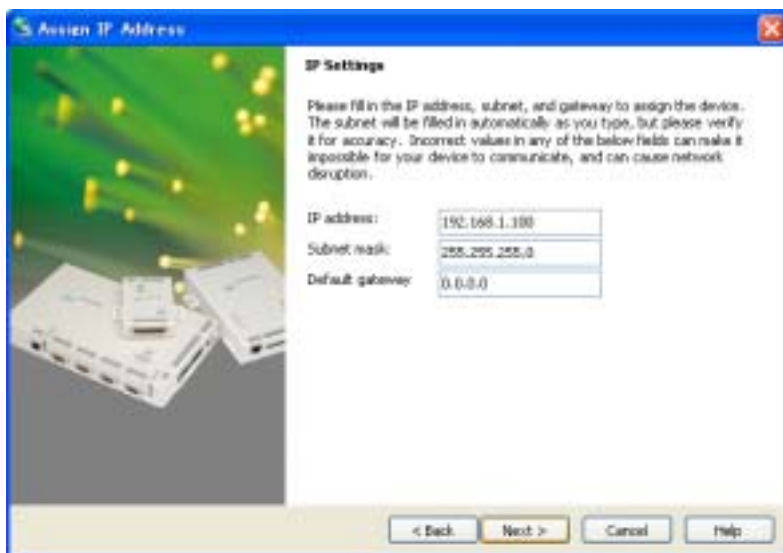 Assign IP Address
IP Settings
Please fill in the IP address, subnet, and gateway to assign the device.
The subnet will be filled in automatically as you type, but please verify
it for accuracy. Incorrect values in any of the below fields can make it
impossible for your device to communicate, and can cause network
disruption.
IP address: 192.168.1.100
Subnet mask: 255.255.255.0
Default gateway 0.0.0.0
< Back Next > Cancel Help